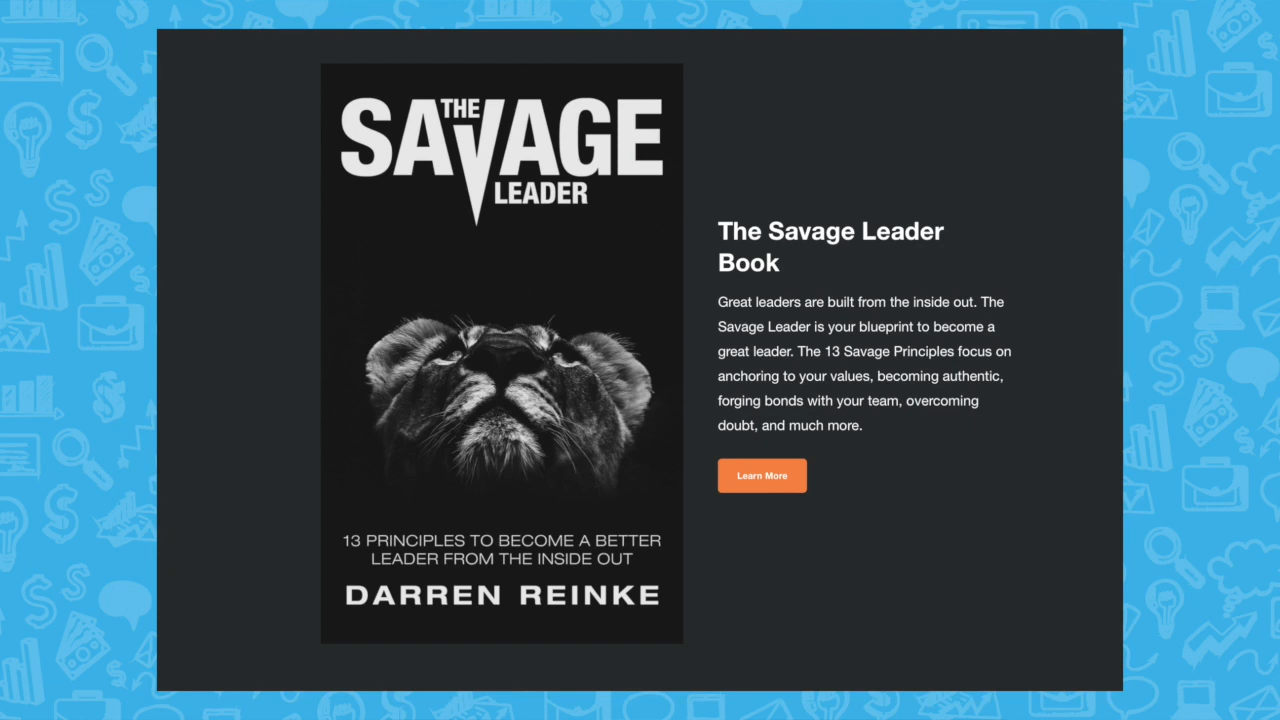 THE
SAVAGE
LEADER
13 PRINCIPLES TO BECOME A BETTER
LEADER FROM THE INSIDE OUT
DARREN REINKE
The Savage Leader
Book
Great leaders are built from the inside out. The
Savage Leader is your blueprint to become a
great leader. The 13 Savage Principles focus on
anchoring to your values, becoming authentic,
forging bonds with your team, overcoming
doubt, and much more.
Learn More